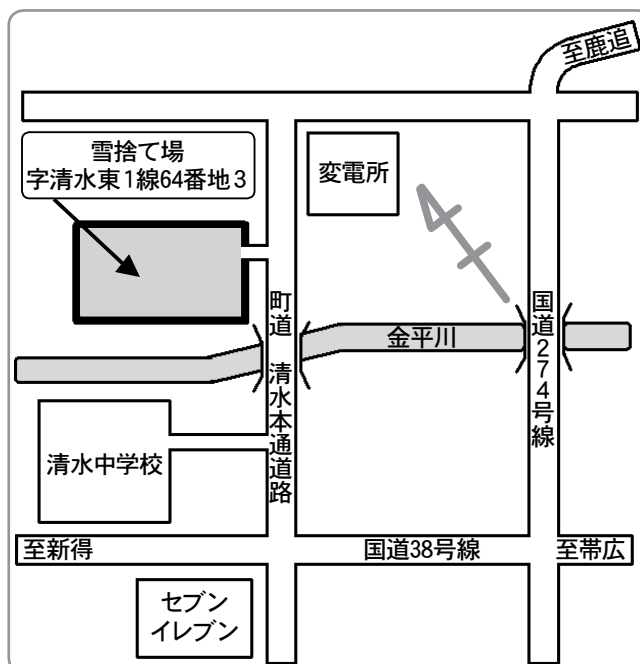 至鹿追
雪捨て場
字清水東1線64番地3
変電所
町道 清水本通道路
国道274号線
金平川
清水中学校
至新得
国道38号線
至帯広
セブン
イレブン